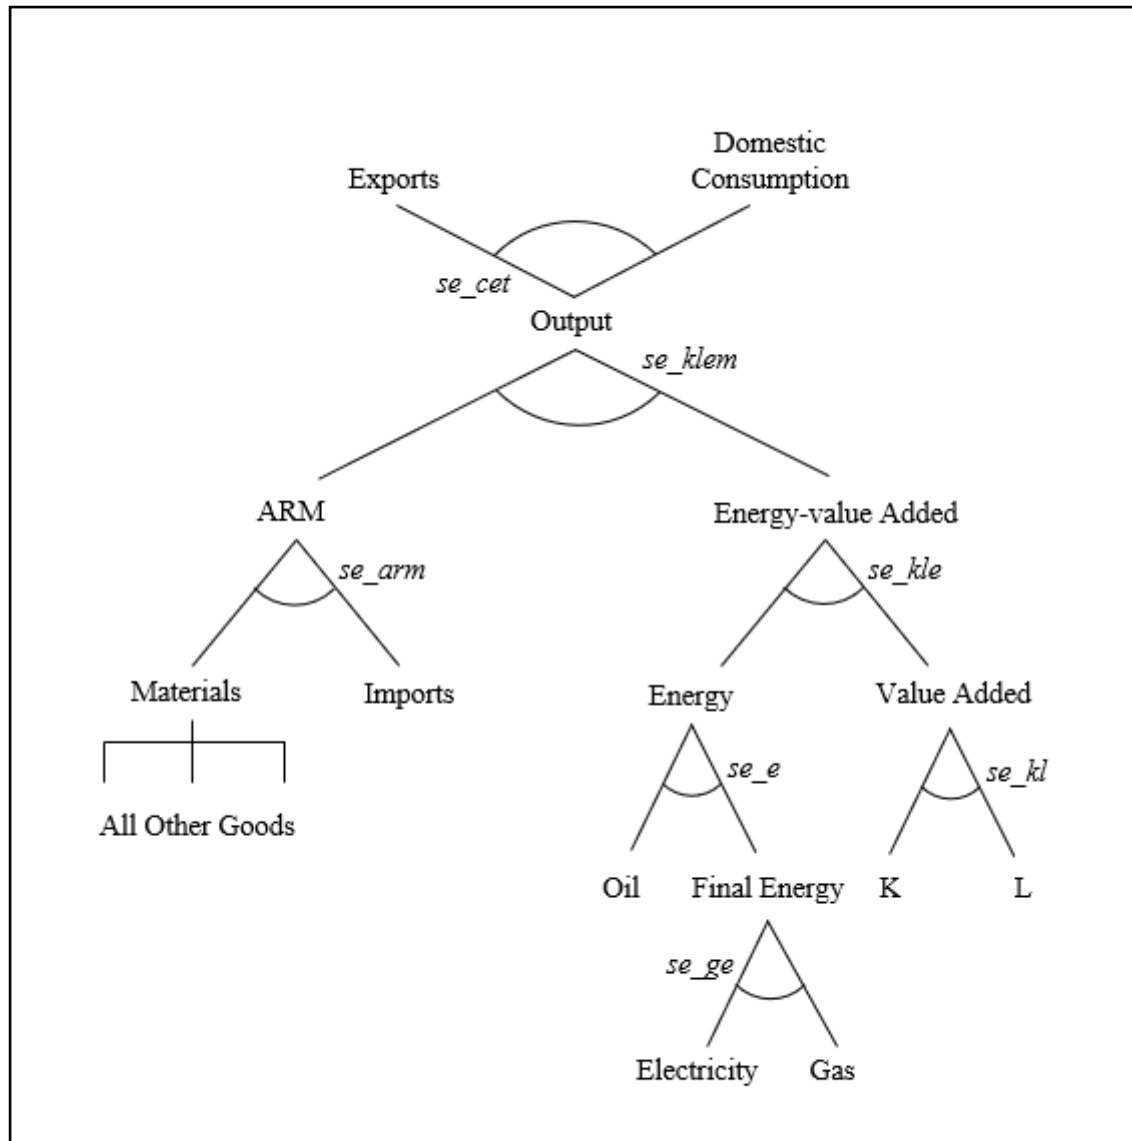 Domestic
Exports Consumption
se_cet
Output
se_klem
ARM Energy-value Added
se_arm se_kle
Materials Imports Energy Value Added
se_e se_kl
All Other Goods
Oil Final Energy K L
se_ge
Electricity Gas